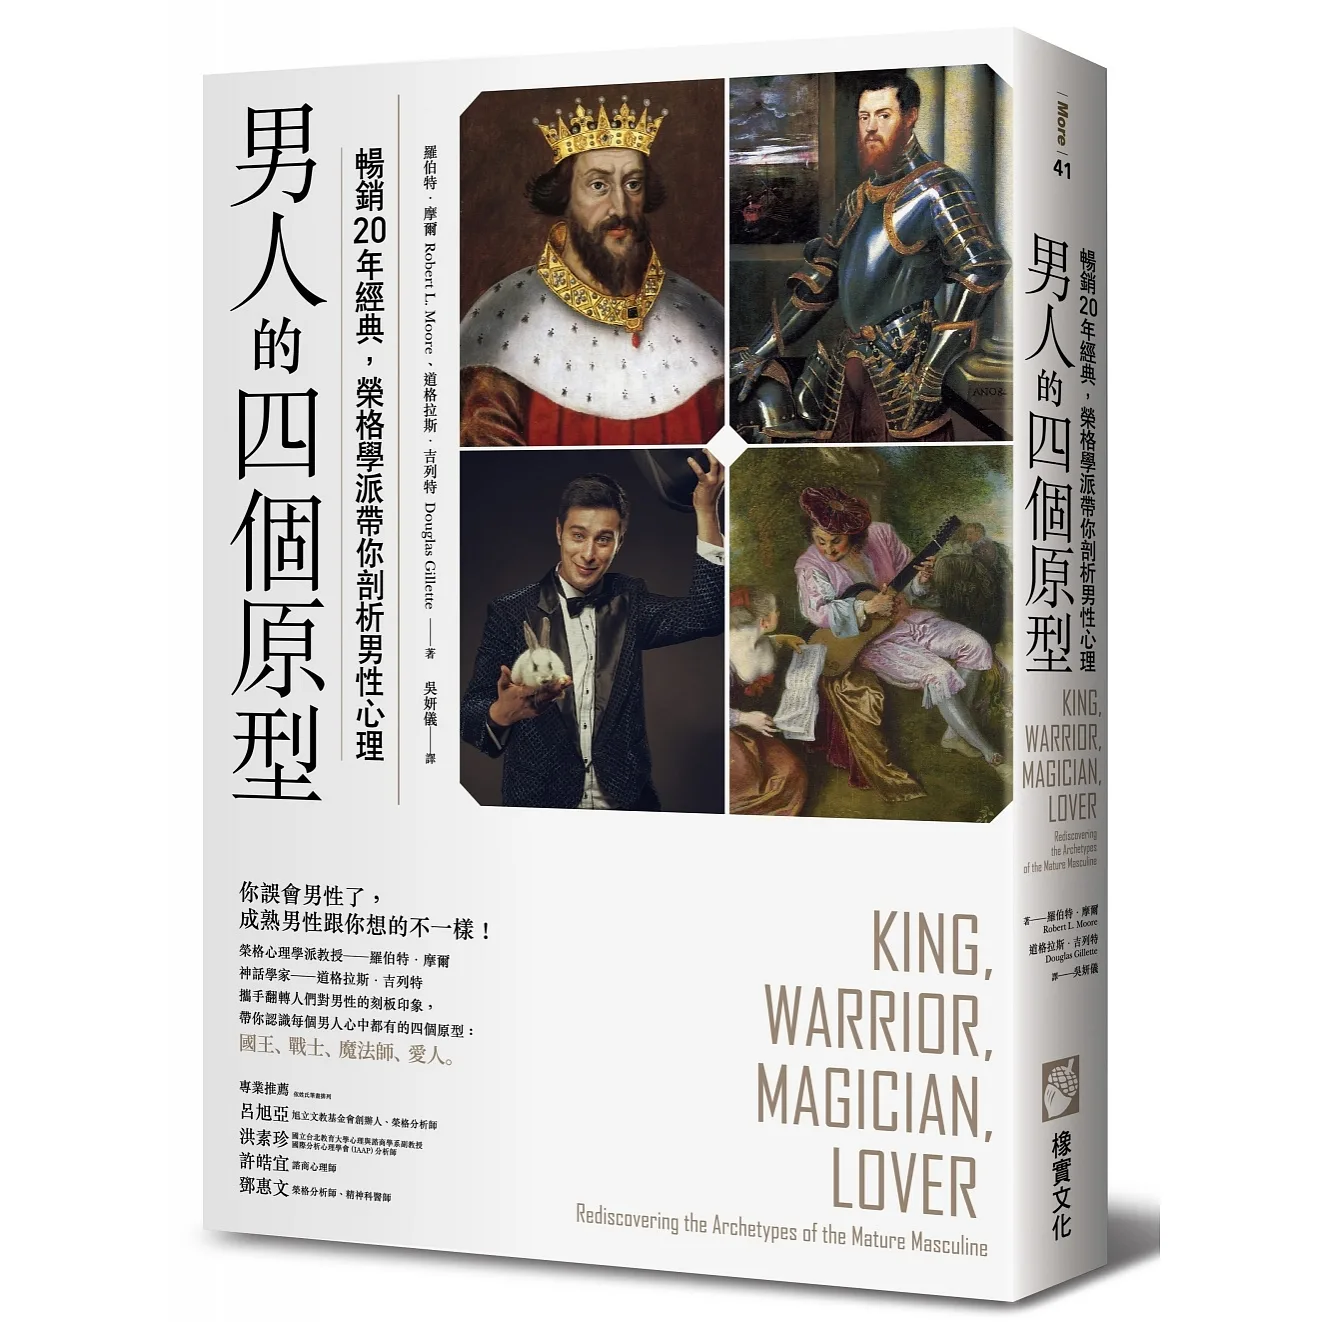 男人的四個原型
暢銷20年經典，榮格學派帶你剖析男性心理
羅伯特．摩爾 Robert L. Moore，道格拉斯．吉列特 Douglas Gillette──著 吳妍儀──譯
ANO 8
你誤會男性了，
成熟男性跟你想的不一樣！
榮格心理學派教授──羅伯特．摩爾
神話學家──道格拉斯．吉列特
攜手翻轉人們對男性的刻板印象，
帶你認識每個男人心中都有的四個原型：
國王、戰士、魔法師、愛人。
專業推薦 依姓氏筆畫排列
呂旭亞 旭立文教基金會創辦人、榮格分析師
洪素珍 國立台北教育大學心理與諮商學系副教授
國際分析心理學會（IAAP）分析師
許皓宜 諮商心理師
鄧惠文 榮格分析師、精神科醫師
KING,
WARRIOR,
MAGICIAN,
LOVER
Rediscovering the Archetypes of the Mature Masculine
More
41
暢銷20年經典，榮格學派帶你剖析男性心理
男人的四個原型
KING,
WARRIOR,
MAGICIAN,
LOVER
Rediscovering
the Archetypes
of the Mature Masculine
著──羅伯特．摩爾
Robert L. Moore
道格拉斯．吉列特
Douglas Gillette
譯──吳妍儀
橡實文化